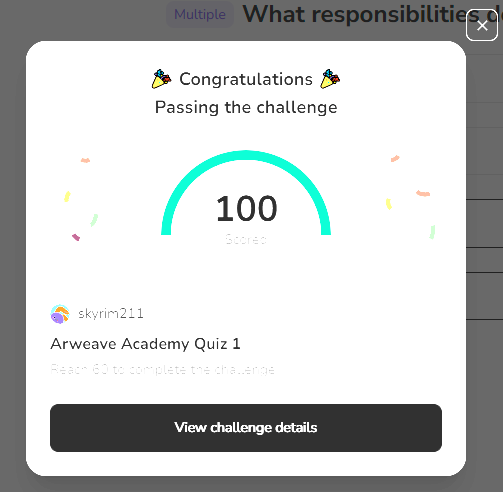 Multiple What responsibilities d
Congratulations
Passing the challenge
100
Scored
skyrim211
Arweave Academy Quiz 1
Reach 60 to complete the challenge
View challenge details